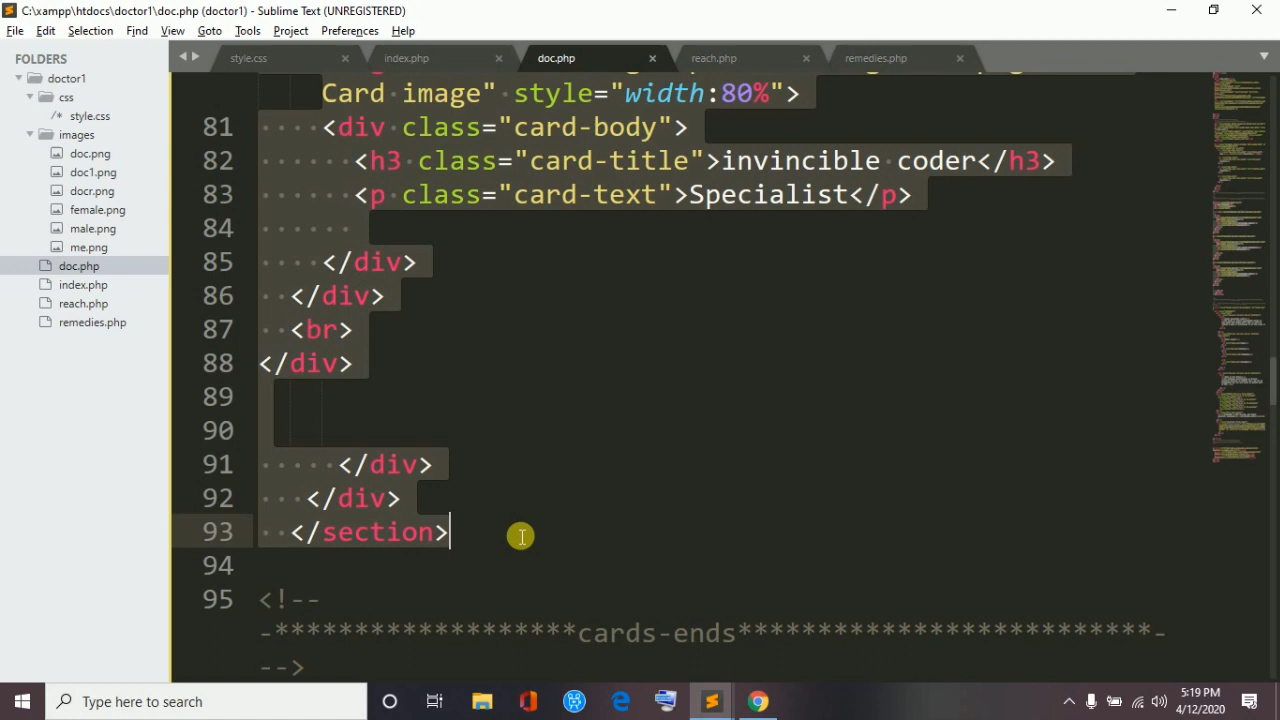 C:\xampp\htdocs\doctor1\doc.php (doctor1) - Sublime Text (UNREGISTERED)
File Edit Selection Find View Goto Tools Project Preferences Help
FOLDERS
doctor1
css
style.css
images
doc.png
doc1.png
docr.png
female.png
male.png
me.png
doc.php
index.php
reach.php
remedies.php
style.css index.php doc.php reach.php remedies.php
Card image" style="width:80%">
81 <div class="card-body">
82 <h3 class="card-title">invincible coder</h3>
83 <p class="card-text">Specialist</p>
84
85 </div>
86 </div>
87 <br>
88 </div>
89
90
91 </div>
92 </div>
93 </section>
94
95 <!--
-*******************cards-ends**************************-
-->
Type here to search
5:19 PM
4/12/2020